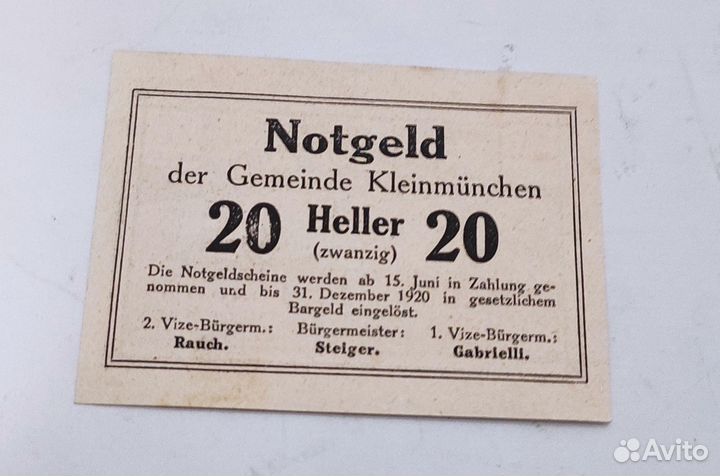 Notgeld
der Gemeinde Kleinmünchen
20 Heller 20
(zwanzig)
Die Notgeldscheine werden ab 15. Juni in Zahlung ge-
nommen und bis 31. Dezember 1920 in gesetzlichem
Bargeld eingelöst.
2. Vize-Bürgerm.: Bürgermeister: 1. Vize-Bürgerm.:
Rauch. Steiger. Gabrielli.
Avito